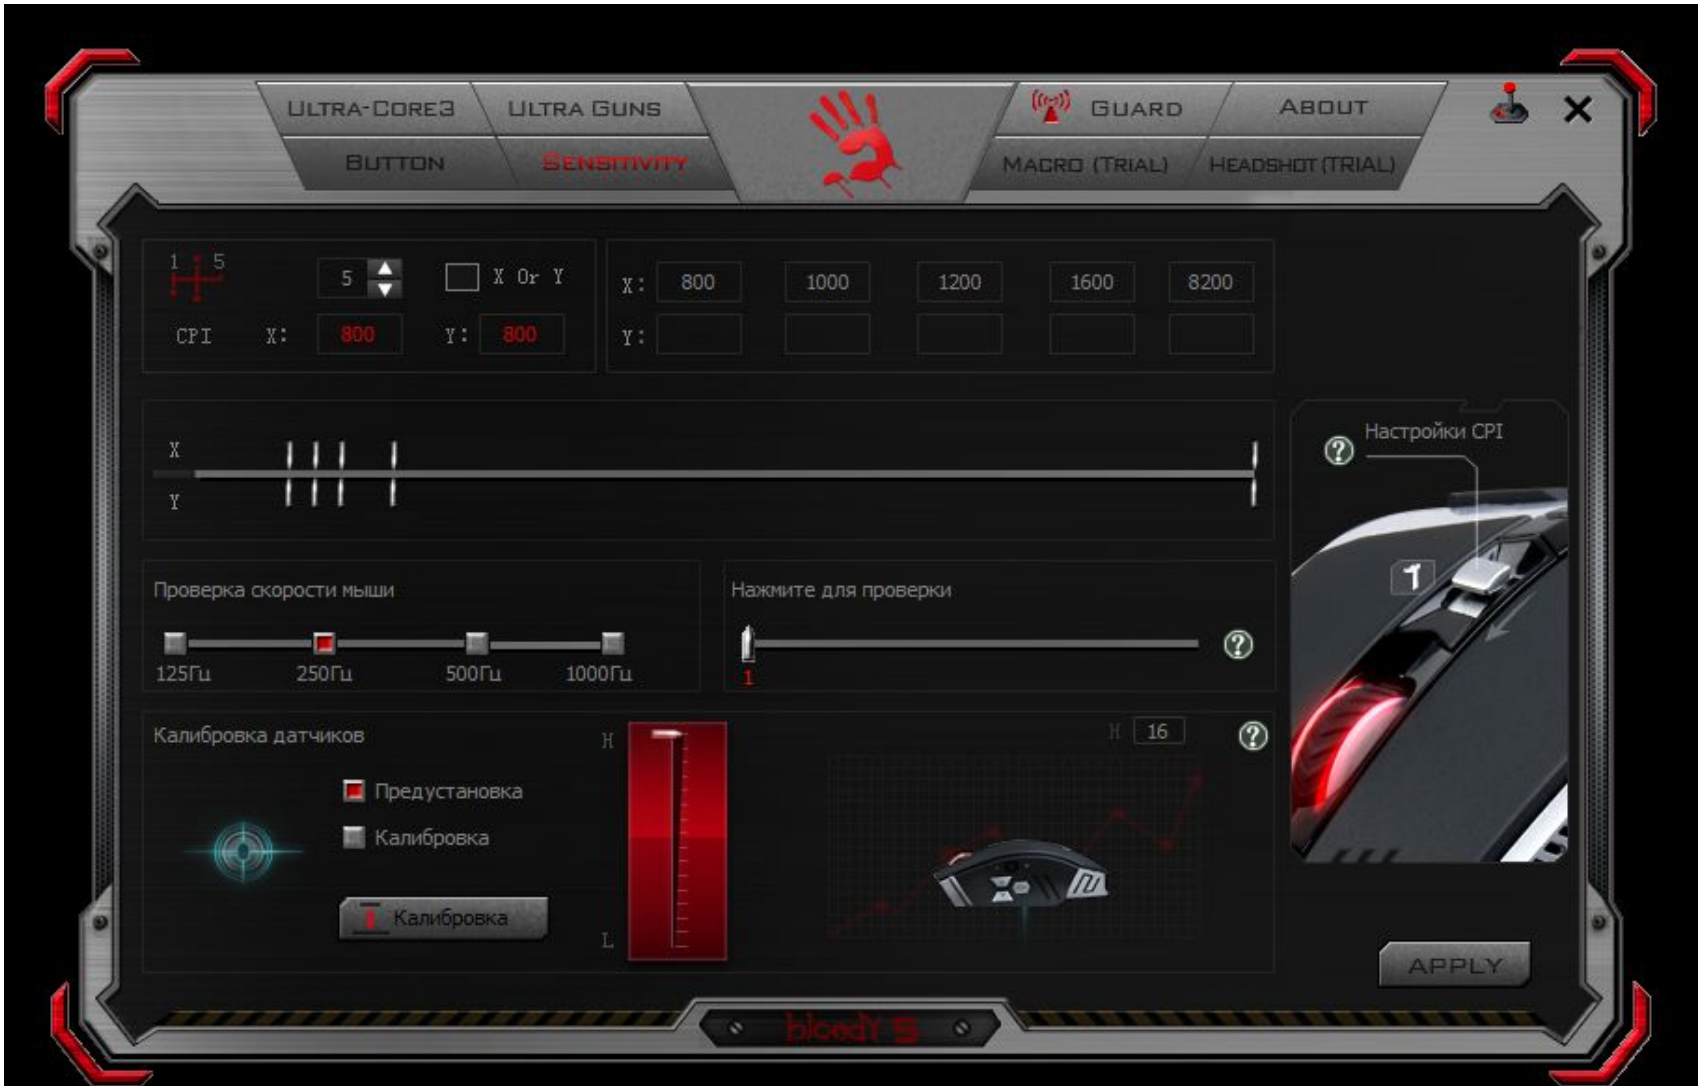 ULTRA-CORE3
ULTRA GUNS
GUARD
ABOUT
BUTTON
SENSITIVITY
MACRO (TRIAL)
HEADSHOT (TRIAL)
1 5
5
X Or Y
X: 800 1000 1200 1600 8200
CPI X: 800 Y: 800
Y:
X
Y
Настройки CPI
1
Проверка скорости мыши
125Гц 250Гц 500Гц 1000Гц
Нажмите для проверки
1
Калибровка датчиков
Предустановка
Калибровка
Калибровка
H
L
H 16
APPLY
bloody 5